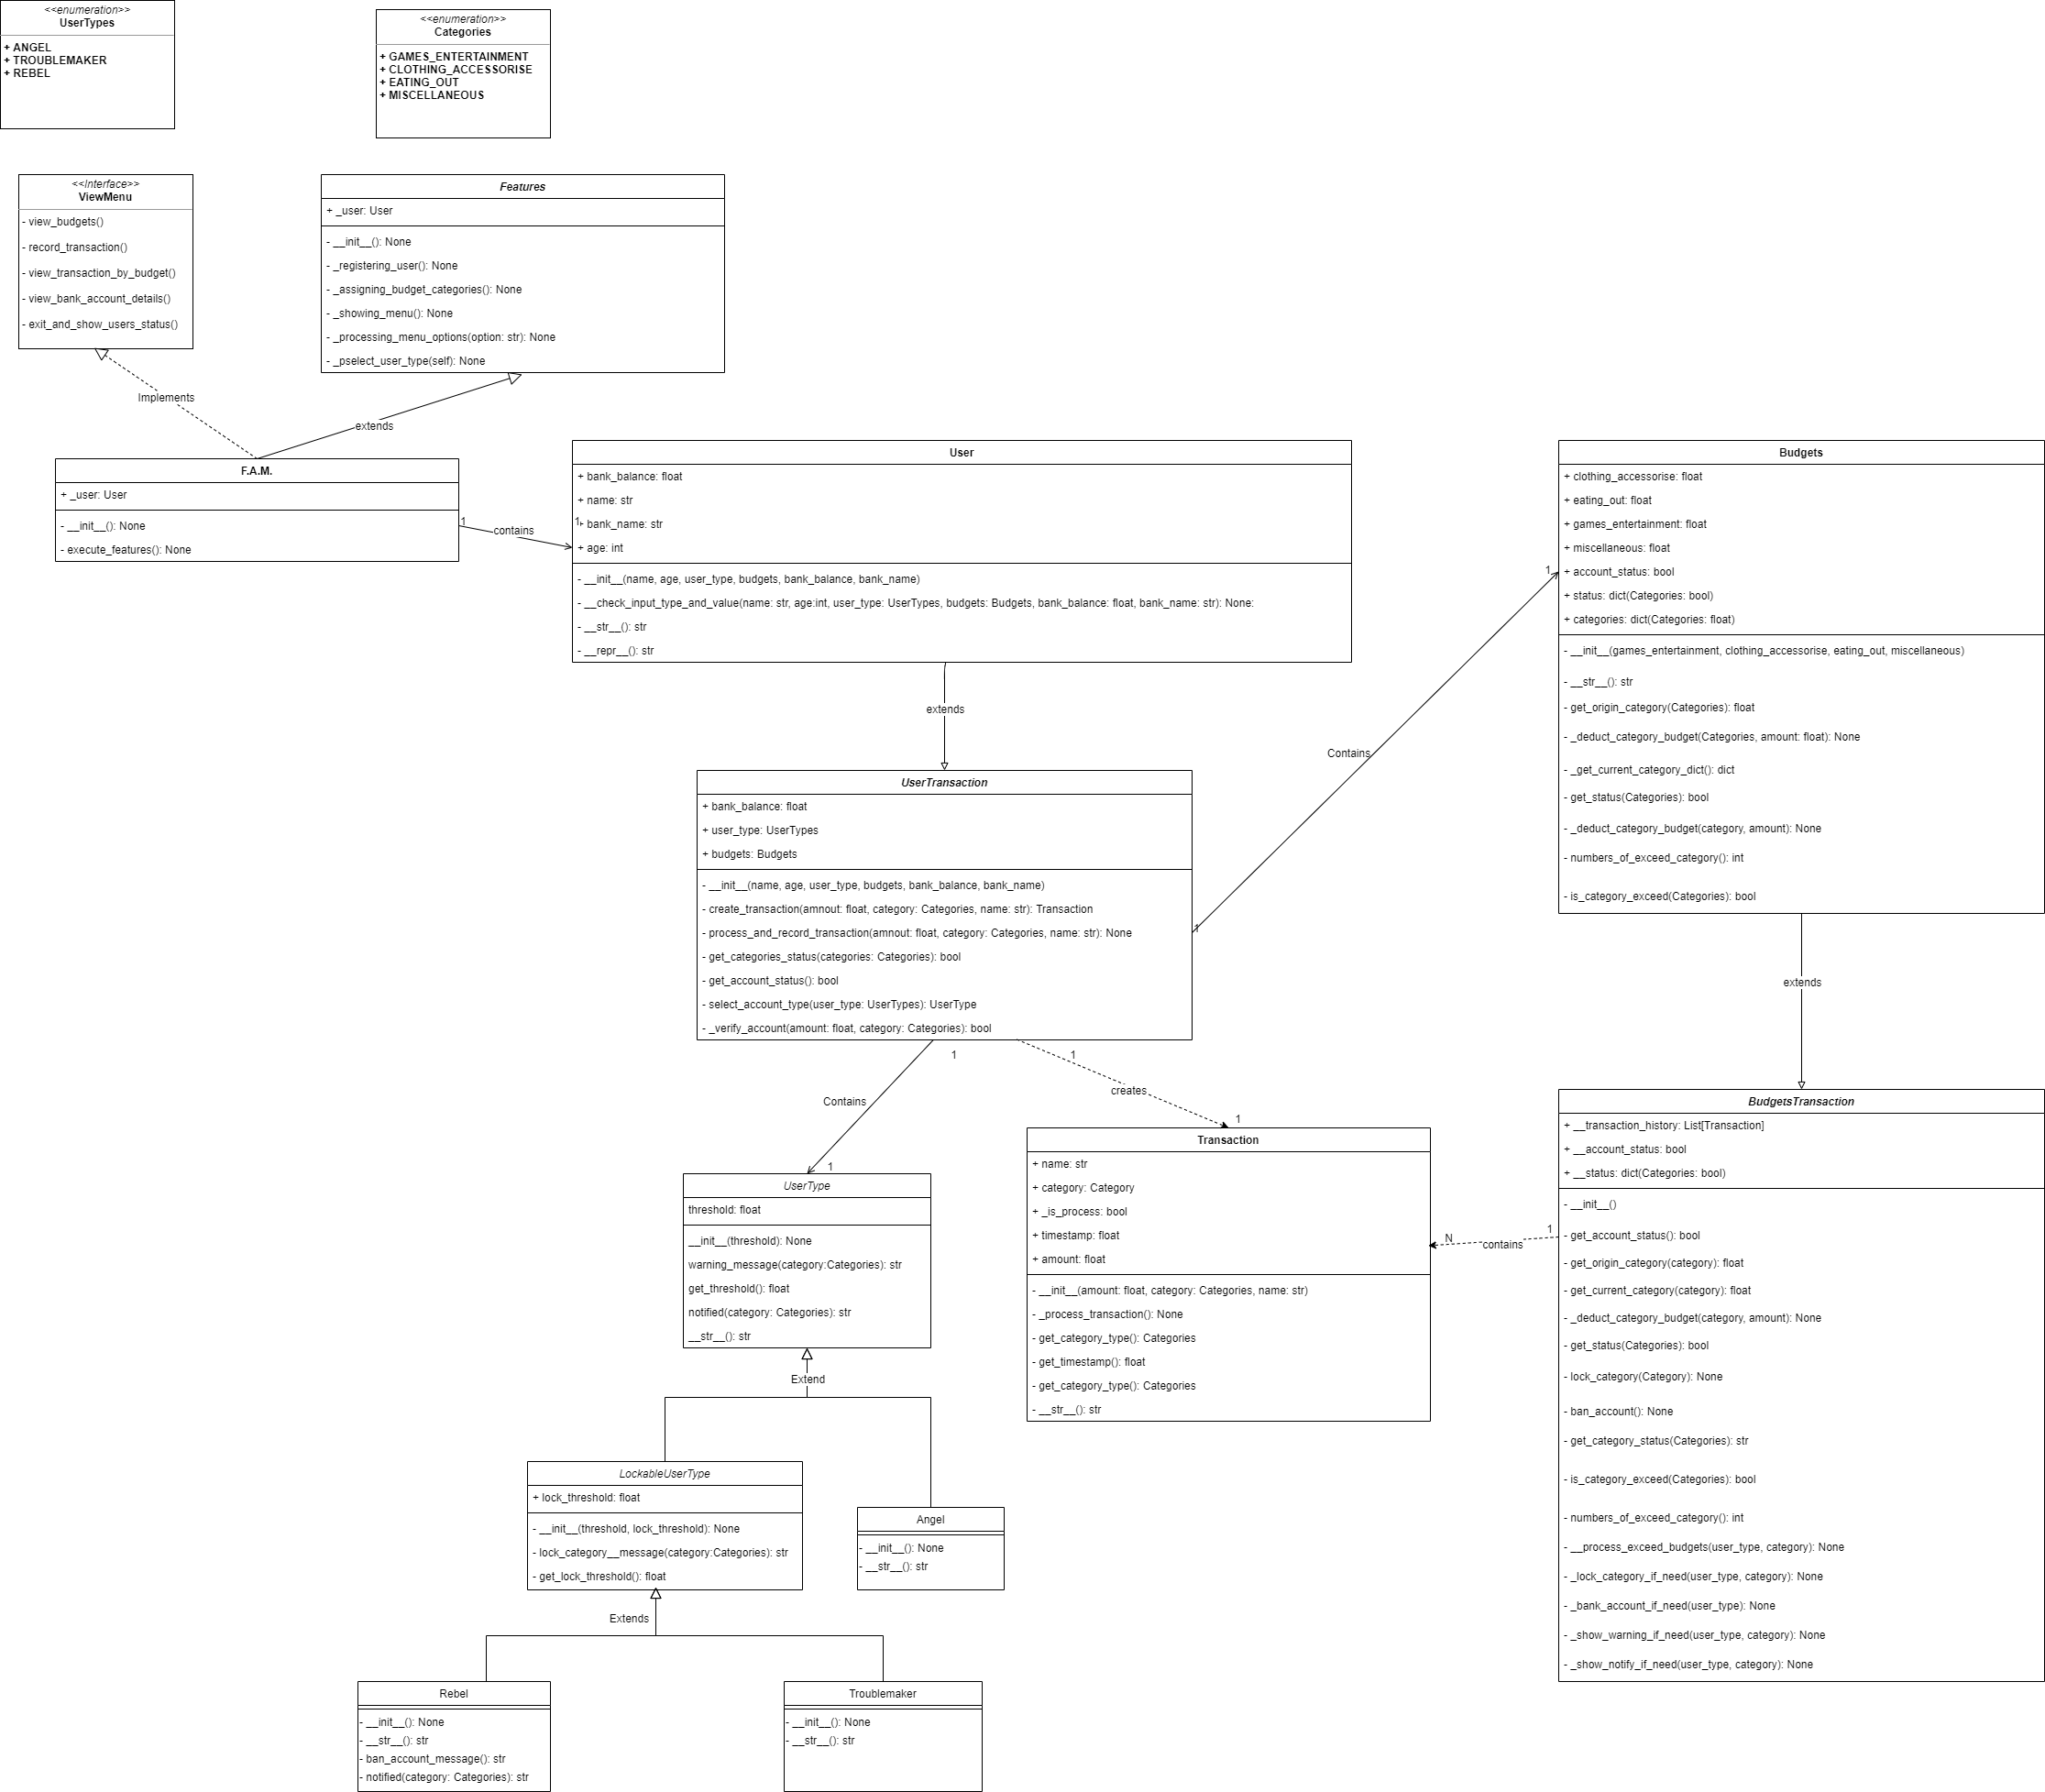 <<enumeration>>
UserTypes
+ ANGEL
+ TROUBLEMAKER
+ REBEL
<<enumeration>>
Categories
+ GAMES_ENTERTAINMENT
+ CLOTHING_ACCESSORISE
+ EATING_OUT
+ MISCELLANEOUS
<<Interface>>
ViewMenu
- view_budgets()
- record_transaction()
- view_transaction_by_budget()
- view_bank_account_details()
- exit_and_show_users_status()
Features
+ _user: User
- __init__(): None
- _registering_user(): None
- _assigning_budget_categories(): None
- _showing_menu(): None
- _processing_menu_options(option: str): None
- _pselect_user_type(self): None
Implements
extends
F.A.M.
+ _user: User
- __init__(): None
- execute_features(): None
1
contains
1
User
+ bank_balance: float
+ name: str
+ bank_name: str
+ age: int
- __init__(name, age, user_type, budgets, bank_balance, bank_name)
- __check_input_type_and_value(name: str, age:int, user_type: UserTypes, budgets: Budgets, bank_balance: float, bank_name: str): None:
- __str__(): str
- __repr__(): str
extends
UserTransaction
+ bank_balance: float
+ user_type: UserTypes
+ budgets: Budgets
- __init__(name, age, user_type, budgets, bank_balance, bank_name)
- create_transaction(amnout: float, category: Categories, name: str): Transaction
- process_and_record_transaction(amnout: float, category: Categories, name: str): None
- get_categories_status(categories: Categories): bool
- get_account_status(): bool
- select_account_type(user_type: UserTypes): UserType
- _verify_account(amount: float, category: Categories): bool
1
Contains
1
Budgets
+ clothing_accessorise: float
+ eating_out: float
+ games_entertainment: float
+ miscellaneous: float
+ account_status: bool
+ status: dict(Categories: bool)
+ categories: dict(Categories: float)
- __init__(games_entertainment, clothing_accessorise, eating_out, miscellaneous)
- __str__(): str
- get_origin_category(Categories): float
- _deduct_category_budget(Categories, amount: float): None
- _get_current_category_dict(): dict
- get_status(Categories): bool
- _deduct_category_budget(category, amount): None
- numbers_of_exceed_category(): int
- is_category_exceed(Categories): bool
extends
BudgetsTransaction
+ __transaction_history: List[Transaction]
+ __account_status: bool
+ __status: dict(Categories: bool)
- __init__()
- get_account_status(): bool
- get_origin_category(category): float
- get_current_category(category): float
- _deduct_category_budget(category, amount): None
- get_status(Categories): bool
- lock_category(Category): None
- ban_account(): None
- get_category_status(Categories): str
- is_category_exceed(Categories): bool
- numbers_of_exceed_category(): int
- __process_exceed_budgets(user_type, category): None
- _lock_category_if_need(user_type, category): None
- _bank_account_if_need(user_type): None
- _show_warning_if_need(user_type, category): None
- _show_notify_if_need(user_type, category): None
1
contains
N
1
creates
1
Transaction
+ name: str
+ category: Category
+ _is_process: bool
+ timestamp: float
+ amount: float
- __init__(amount: float, category: Categories, name: str)
- _process_transaction(): None
- get_category_type(): Categories
- get_timestamp(): float
- get_category_type(): Categories
- __str__(): str
1
Contains
1
UserType
threshold: float
__init__(threshold): None
warning_message(category:Categories): str
get_threshold(): float
notified(category: Categories): str
__str__(): str
Extend
LockableUserType
+ lock_threshold: float
- __init__(threshold, lock_threshold): None
- lock_category__message(category:Categories): str
- get_lock_threshold(): float
Angel
- __init__(): None
- __str__(): str
Extends
Rebel
- __init__(): None
- __str__(): str
- ban_account_message(): str
- notified(category: Categories): str
Troublemaker
- __init__(): None
- __str__(): str